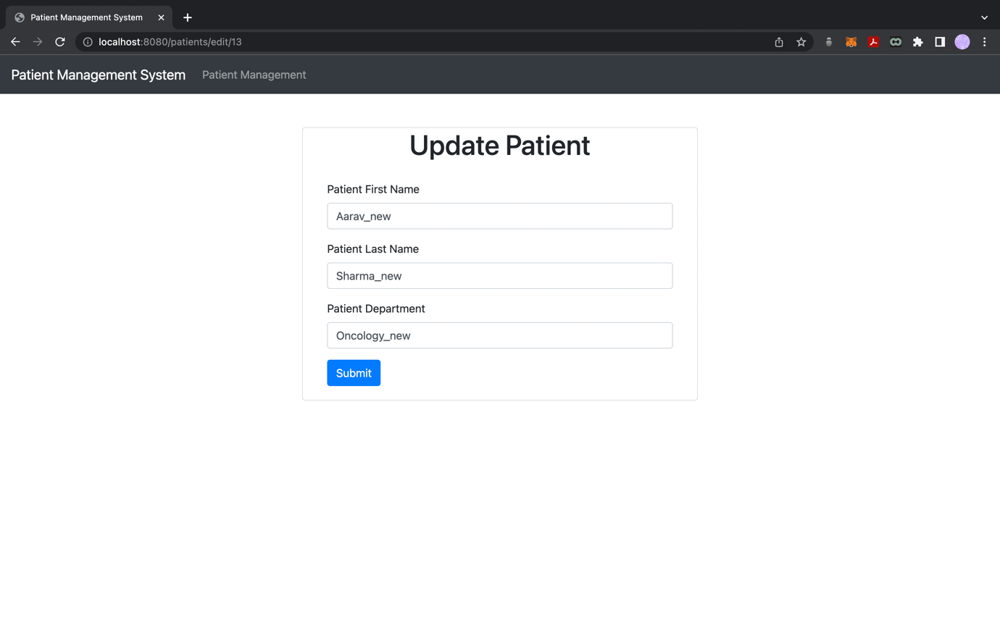 Patient Management System
localhost:8080/patients/edit/13
Patient Management System Patient Management
Update Patient
Patient First Name
Aarav_new
Patient Last Name
Sharma_new
Patient Department
Oncology_new
Submit